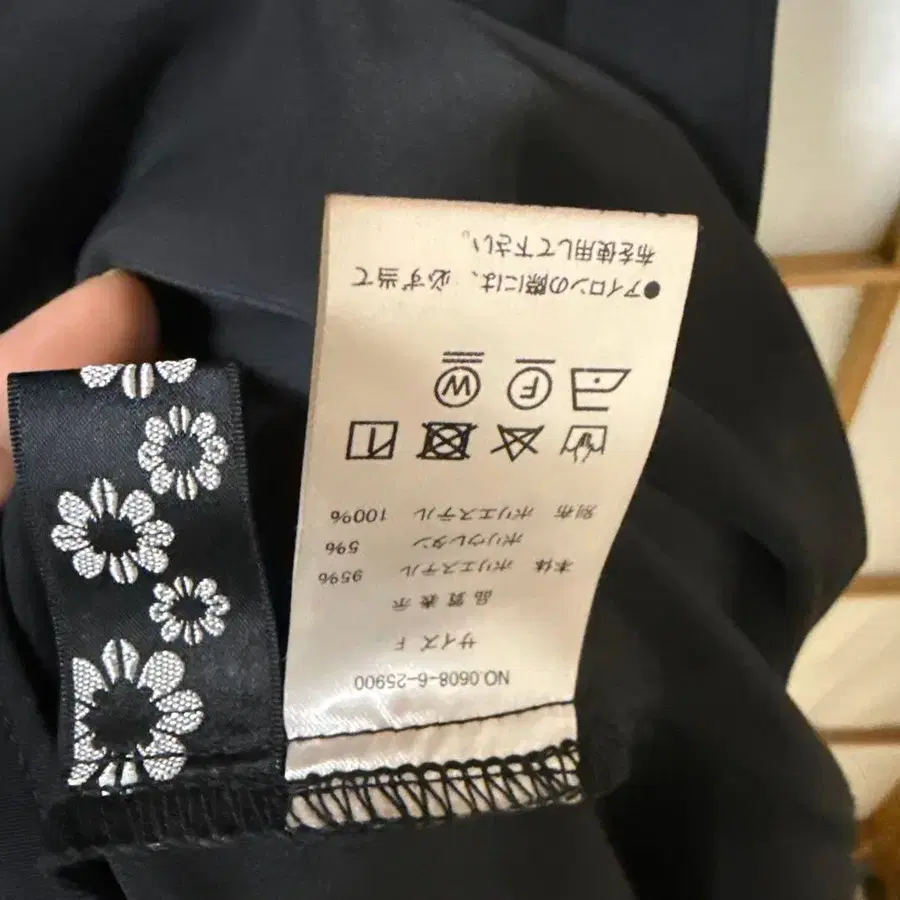 NO.0608-6-25900
サイズ F
品質表示
本体 ポリエステル 95%
ポリウレタン 5%
別布 ポリエステル 100%
F
W
●アイロンの際には、必ず当て
布を使用して下さい。